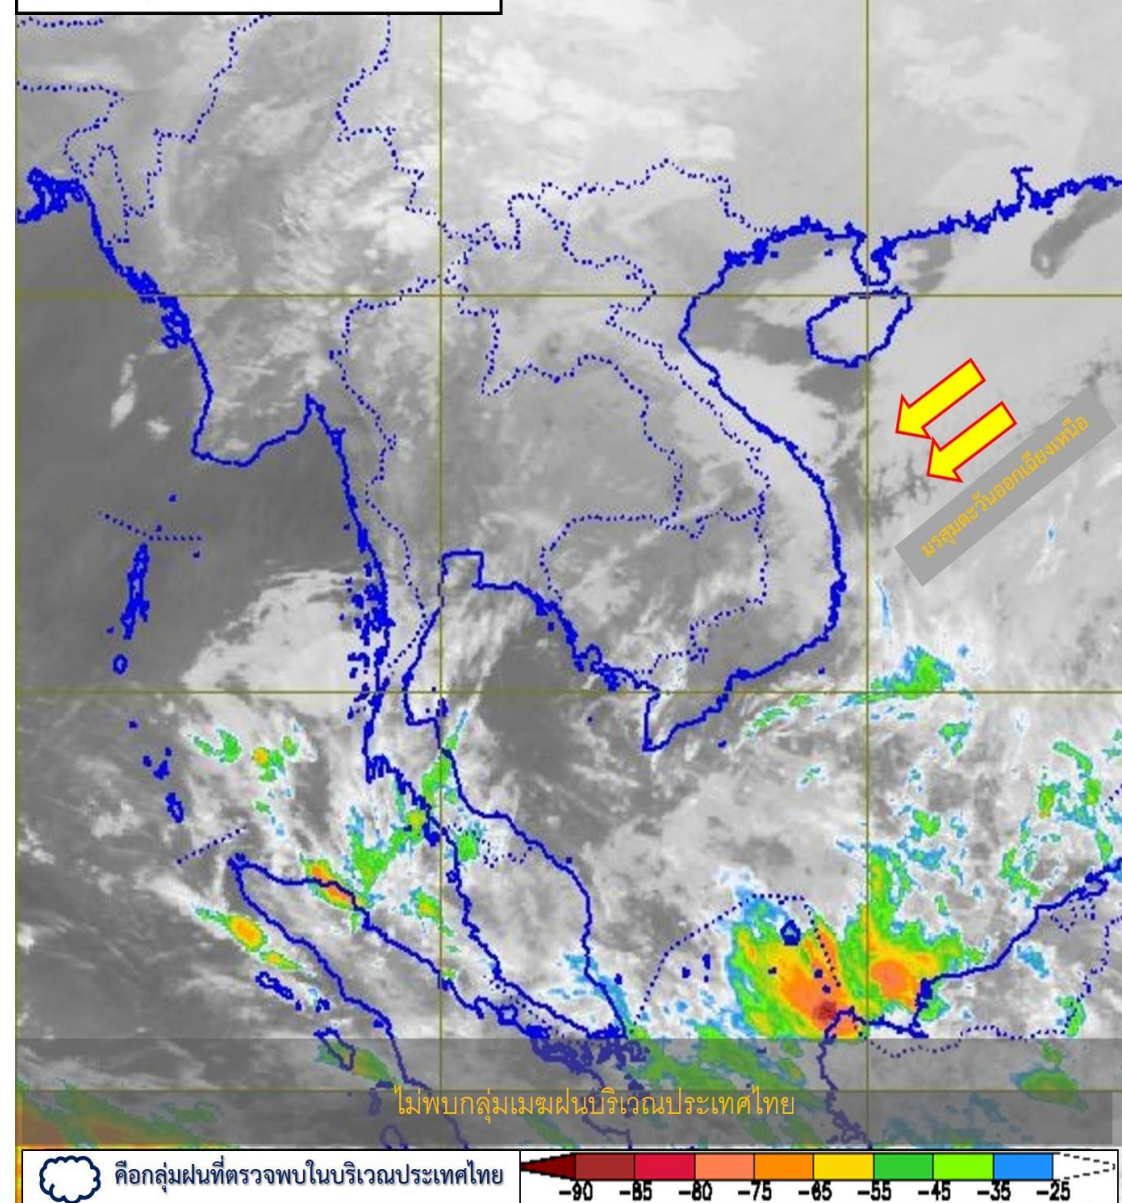 มรสุมตะวันออกเฉียงเหนือ
ไม่พบกลุ่มเมฆฝนบริเวณประเทศไทย
คือกลุ่มฝนที่ตรวจพบในบริเวณประเทศไทย
-90 -85 -80 -75 -65 -55 -45 -35 -25